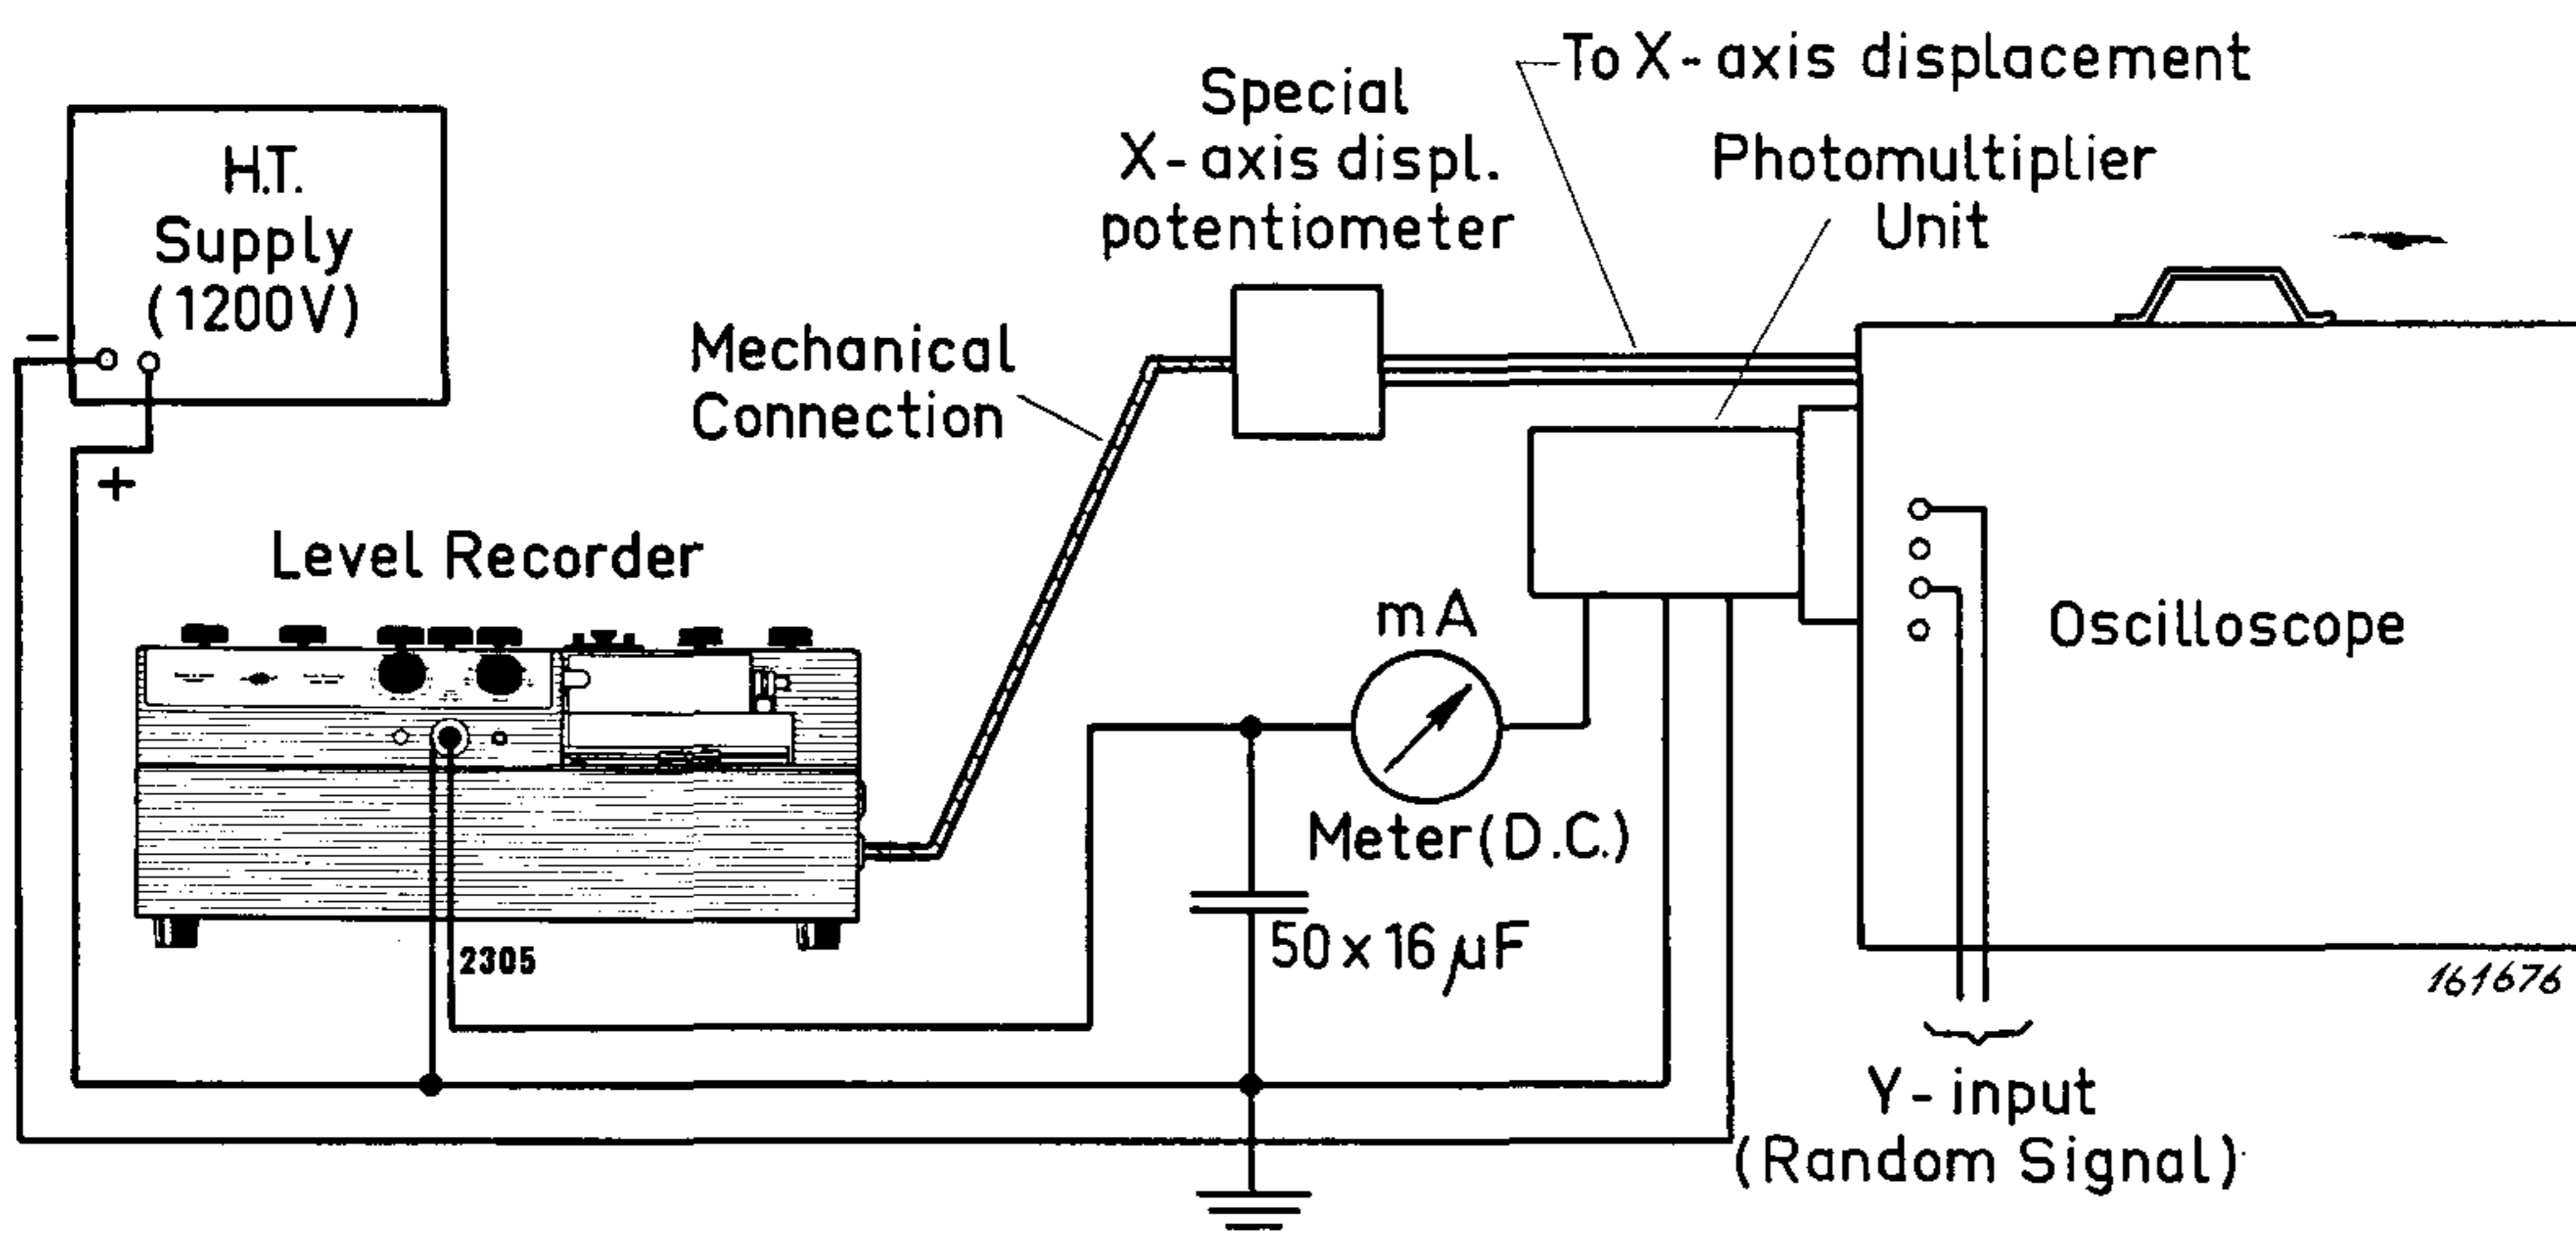 H.T.
Supply
(1200V)
-
+
Level Recorder
2305
Mechanical
Connection
Special
X-axis displ.
potentiometer
To X-axis displacement
Photomultiplier
Unit
mA
Meter (D.C.)
50 x 16 µF
Oscilloscope
161676
Y-input
(Random Signal)